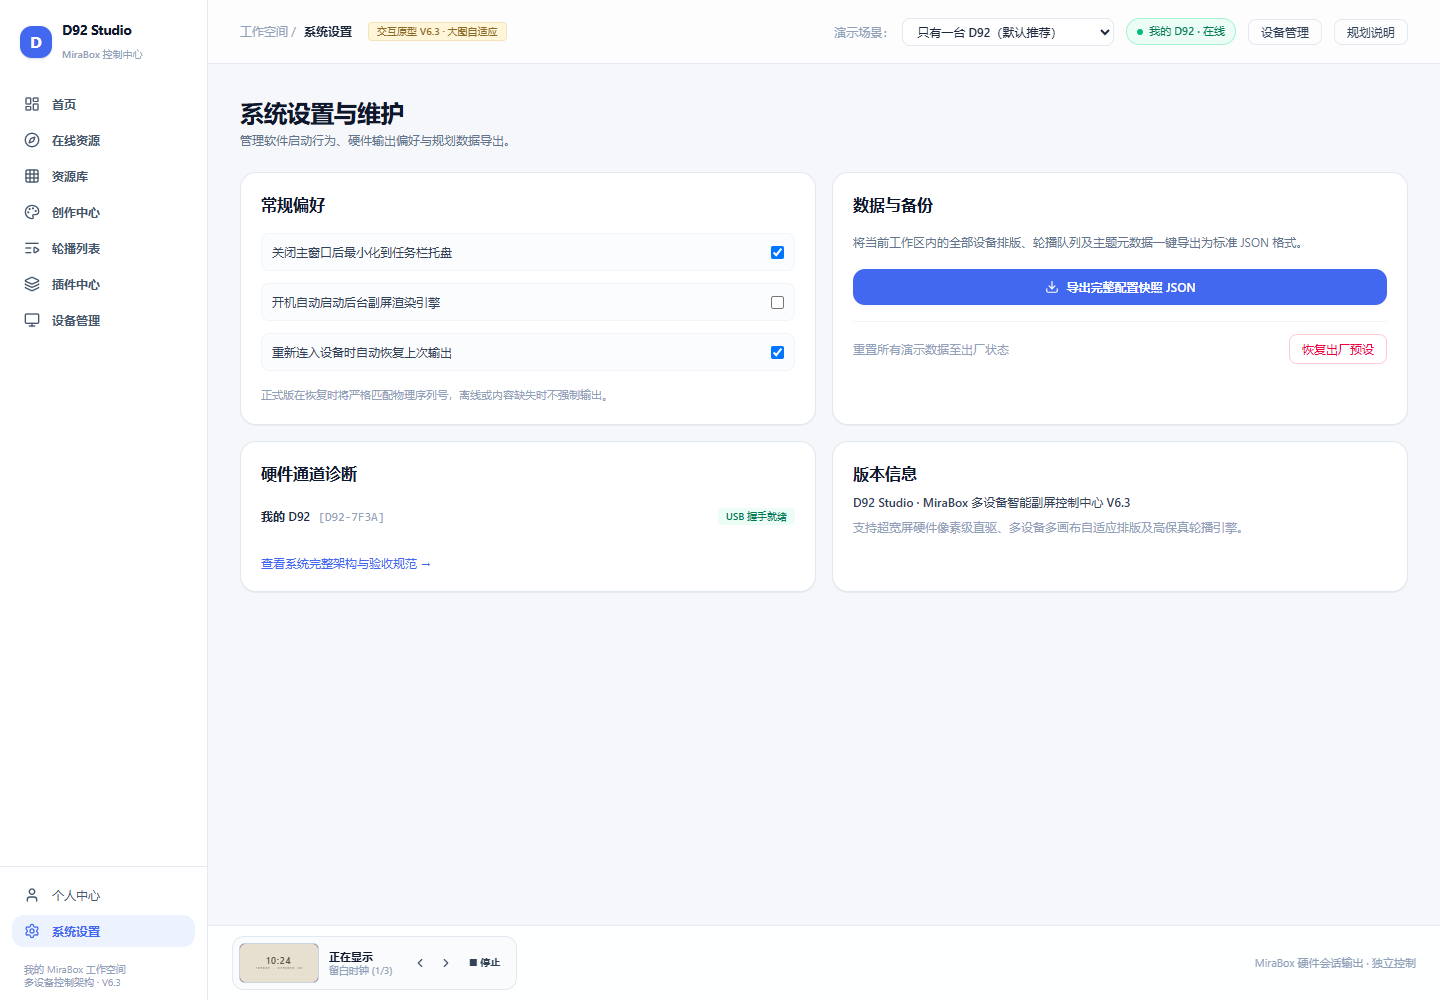 D92 Studio
MiraBox 控制中心
首页
在线资源
资源库
创作中心
轮播列表
插件中心
设备管理
个人中心
系统设置
我的 MiraBox 工作空间
多设备控制架构 · V6.3
工作空间 / 系统设置 交互原型 V6.3 · 大图自适应
演示场景： 只有一台 D92（默认推荐） 我的 D92 · 在线 设备管理 规划说明
系统设置与维护
管理软件启动行为、硬件输出偏好与规划数据导出。
常规偏好
关闭主窗口后最小化到任务栏托盘
开机自动启动后台副屏渲染引擎
重新连入设备时自动恢复上次输出
正式版在恢复时将严格匹配物理序列号，离线或内容缺失时不强制输出。
数据与备份
将当前工作区内的全部设备排版、轮播队列及主题元数据一键导出为标准 JSON 格式。
导出完整配置快照 JSON
重置所有演示数据至出厂状态 恢复出厂预设
硬件通道诊断
我的 D92 [D92-7F3A] USB 握手就绪
查看系统完整架构与验收规范 →
版本信息
D92 Studio · MiraBox 多设备智能副屏控制中心 V6.3
支持超宽屏硬件像素级直驱、多设备多画布自适应排版及高保真轮播引擎。
10:24
正在显示
留白时钟 (1/3)
停止
MiraBox 硬件会话输出 · 独立控制